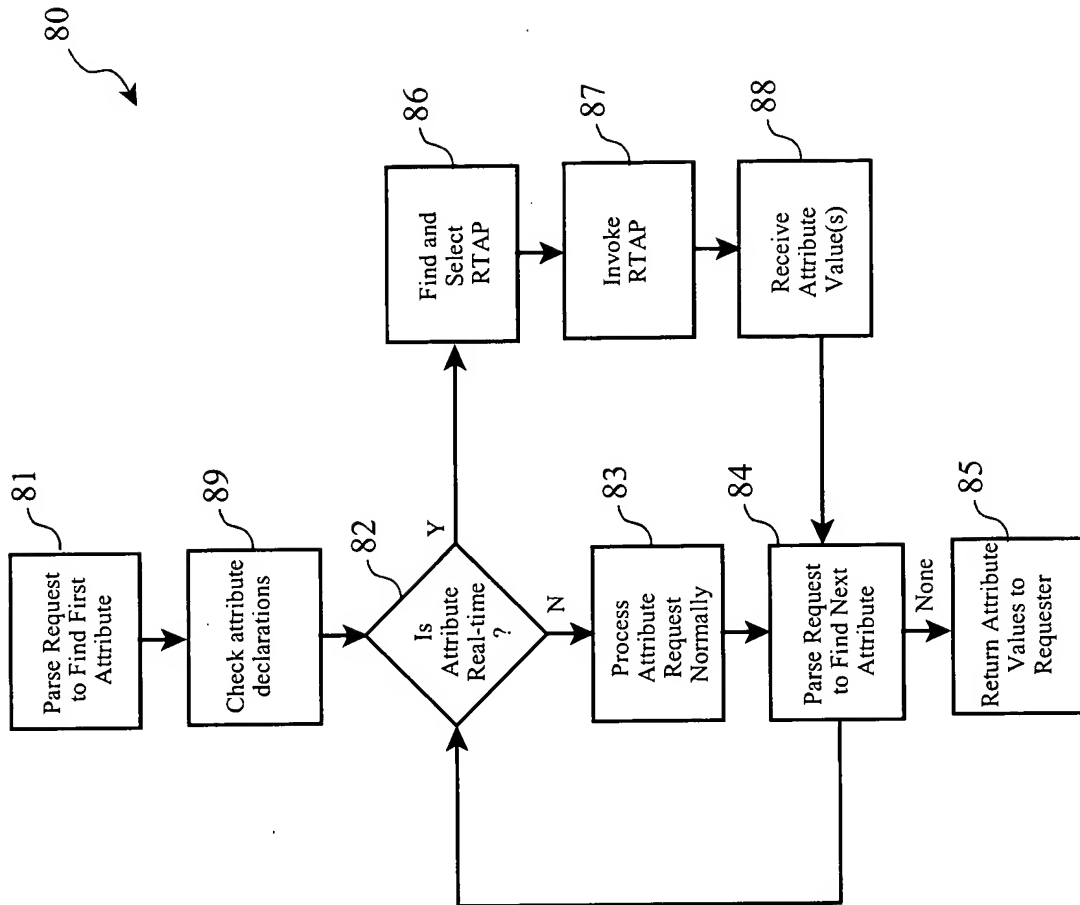 80
81
Parse Request
to Find First
Attribute
89
Check attribute
declarations
82
Is
Attribute
Real-time
?
Y
N
86
Find and
Select
RTAP
87
Invoke
RTAP
88
Receive
Attribute
Value(s)
83
Process
Attribute
Request
Normally
84
Parse Request
to Find Next
Attribute
None
85
Return Attribute
Values to
Requester